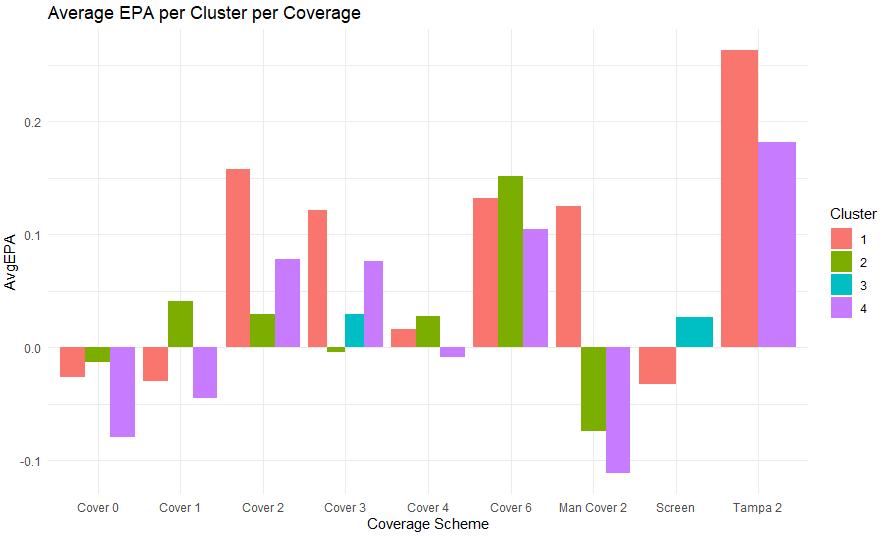 Average EPA per Cluster per Coverage
AvgEPA
0.2
0.1
0.0
-0.1
Cover 0 Cover 1 Cover 2 Cover 3 Cover 4 Cover 6 Man Cover 2 Screen Tampa 2
Coverage Scheme
Cluster
1
2
3
4